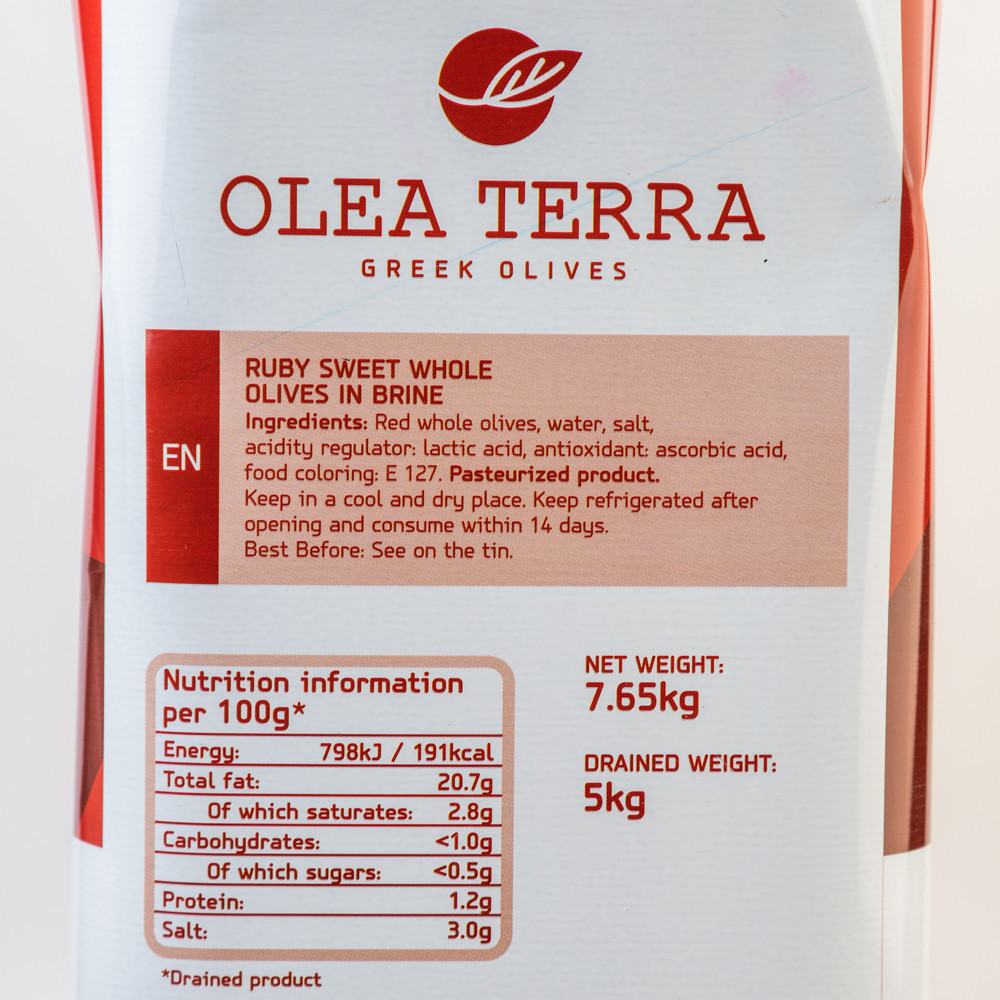 OLEA TERRA
GREEK OLIVES
EN
RUBY SWEET WHOLE
OLIVES IN BRINE
Ingredients: Red whole olives, water, salt,
acidity regulator: lactic acid, antioxidant: ascorbic acid,
food coloring: E 127. Pasteurized product.
Keep in a cool and dry place. Keep refrigerated after
opening and consume within 14 days.
Best Before: See on the tin.
Nutrition information
per 100g*
Energy: 798kJ / 191kcal
Total fat: 20.7g
Of which saturates: 2.8g
Carbohydrates: <1.0g
Of which sugars: <0.5g
Protein: 1.2g
Salt: 3.0g
*Drained product
NET WEIGHT:
7.65kg
DRAINED WEIGHT:
5kg